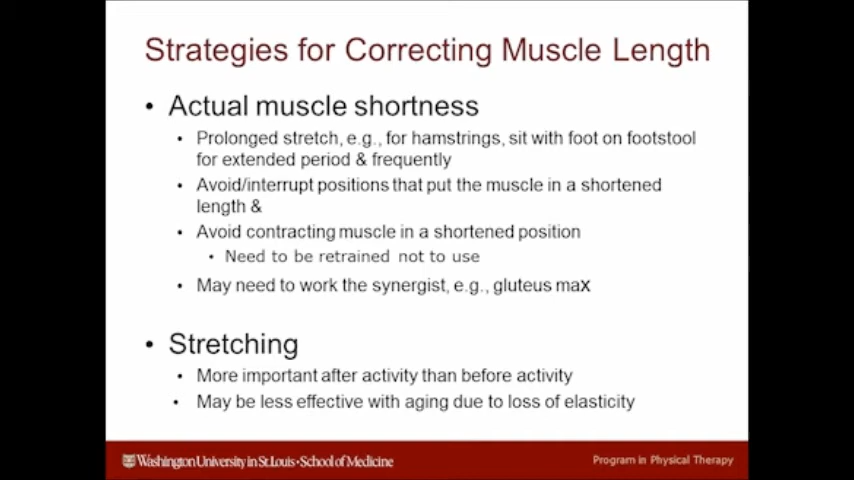 Strategies for Correcting Muscle Length
• Actual muscle shortness
• Prolonged stretch, e.g., for hamstrings, sit with foot on footstool
for extended period & frequently
• Avoid/interrupt positions that put the muscle in a shortened
length &
• Avoid contracting muscle in a shortened position
• Need to be retrained not to use
• May need to work the synergist, e.g., gluteus max
• Stretching
• More important after activity than before activity
• May be less effective with aging due to loss of elasticity
Washington University in St. Louis • School of Medicine
Program in Physical Therapy